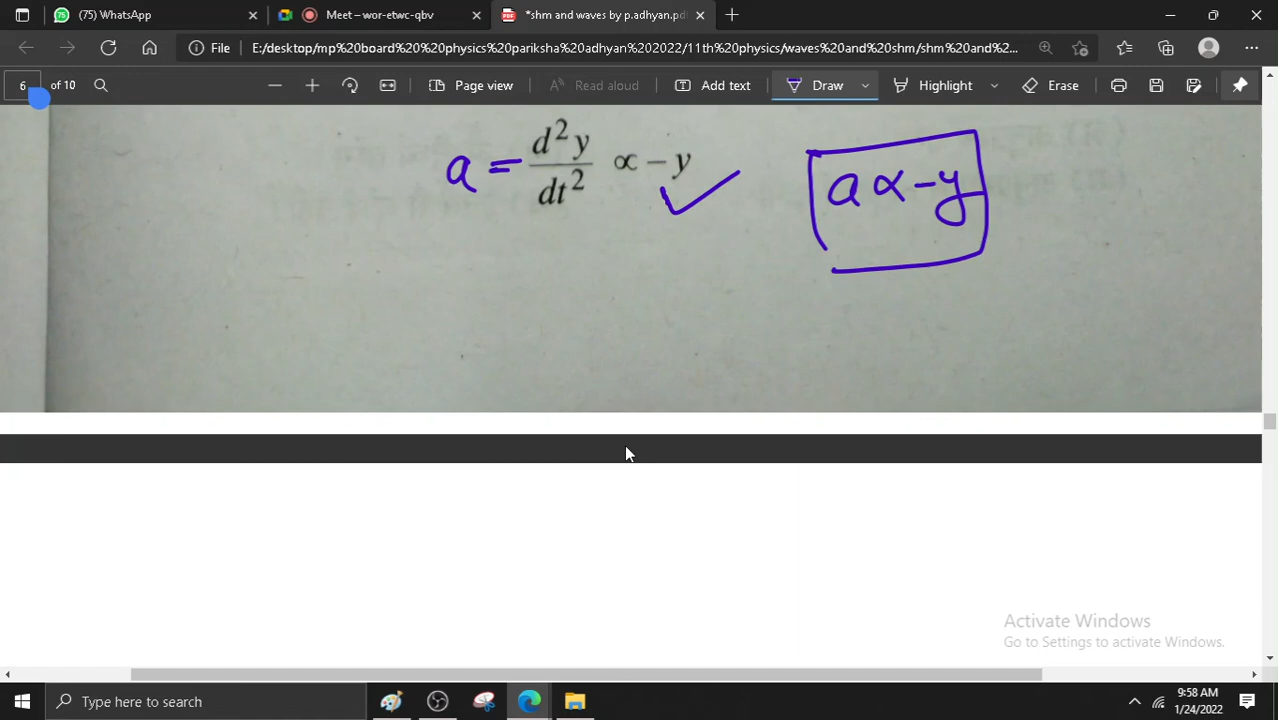 (75) WhatsApp
Meet – wor-etwc-qbv
*shm and waves by p.adhyan.pdf
File
E:/desktop/mp%20board%20%20physics%20pariksha%20adhyan%202022/11th%20physics/waves%20and%20shm/shm%20and%2...
6 of 10
Page view
Read aloud
Add text
Draw
Highlight
Erase
a = d²y/dt² ∝ – y
a ∝ – y
Activate Windows
Go to Settings to activate Windows.
Type here to search
9:58 AM
1/24/2022